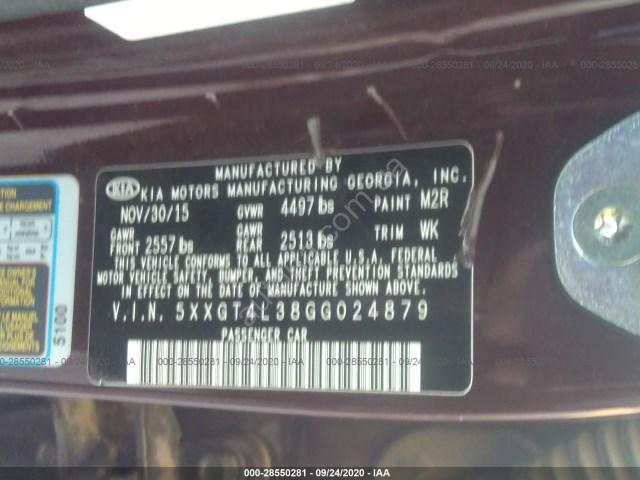 000-28550281 - 09/24/2020 - IAA
MANUFACTURED BY
KIA KIA MOTORS MANUFACTURING GEORGIA, INC.
NOV/30/15 GVWR 4497 lbs PAINT M2R
GAWR FRONT 2557 lbs GAWR REAR 2513 lbs TRIM WK
THIS VEHICLE CONFORMS TO ALL APPLICABLE U.S.A. FEDERAL
MOTOR VEHICLE SAFETY, BUMPER, AND THEFT PREVENTION STANDARDS
IN EFFECT ON THE DATE OF MANUFACTURE SHOWN ABOVE.
V.I.N. 5XXGT4L38GG024879
PASSENGER CAR
5100
000-28550281 - 09/24/2020 - IAA